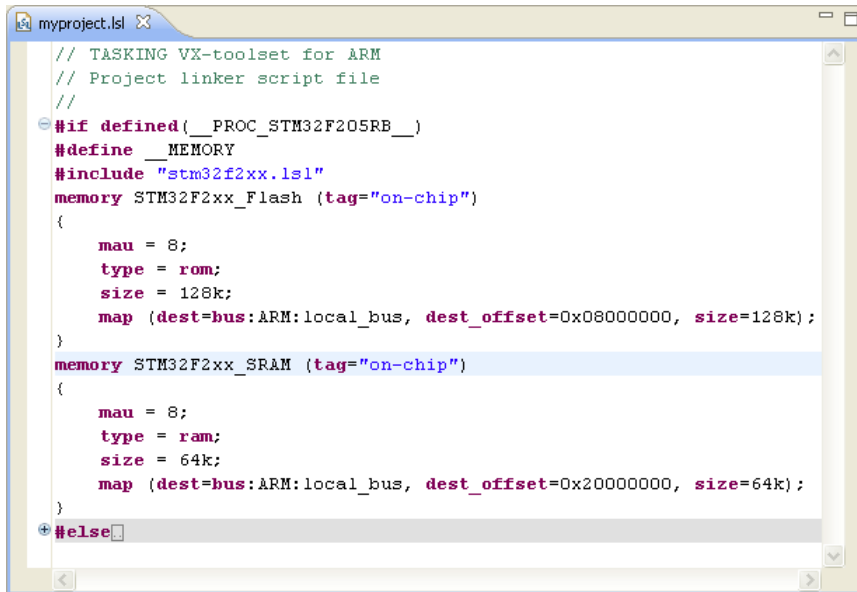 myproject.lsl
// TASKING VX-toolset for ARM
// Project linker script file
//
#if defined(__PROC_STM32F205RB__)
#define __MEMORY
#include "stm32f2xx.lsl"
memory STM32F2xx_Flash (tag="on-chip")
{
    mau = 8;
    type = rom;
    size = 128k;
    map (dest=bus:ARM:local_bus, dest_offset=0x08000000, size=128k);
}
memory STM32F2xx_SRAM (tag="on-chip")
{
    mau = 8;
    type = ram;
    size = 64k;
    map (dest=bus:ARM:local_bus, dest_offset=0x20000000, size=64k);
}
#else